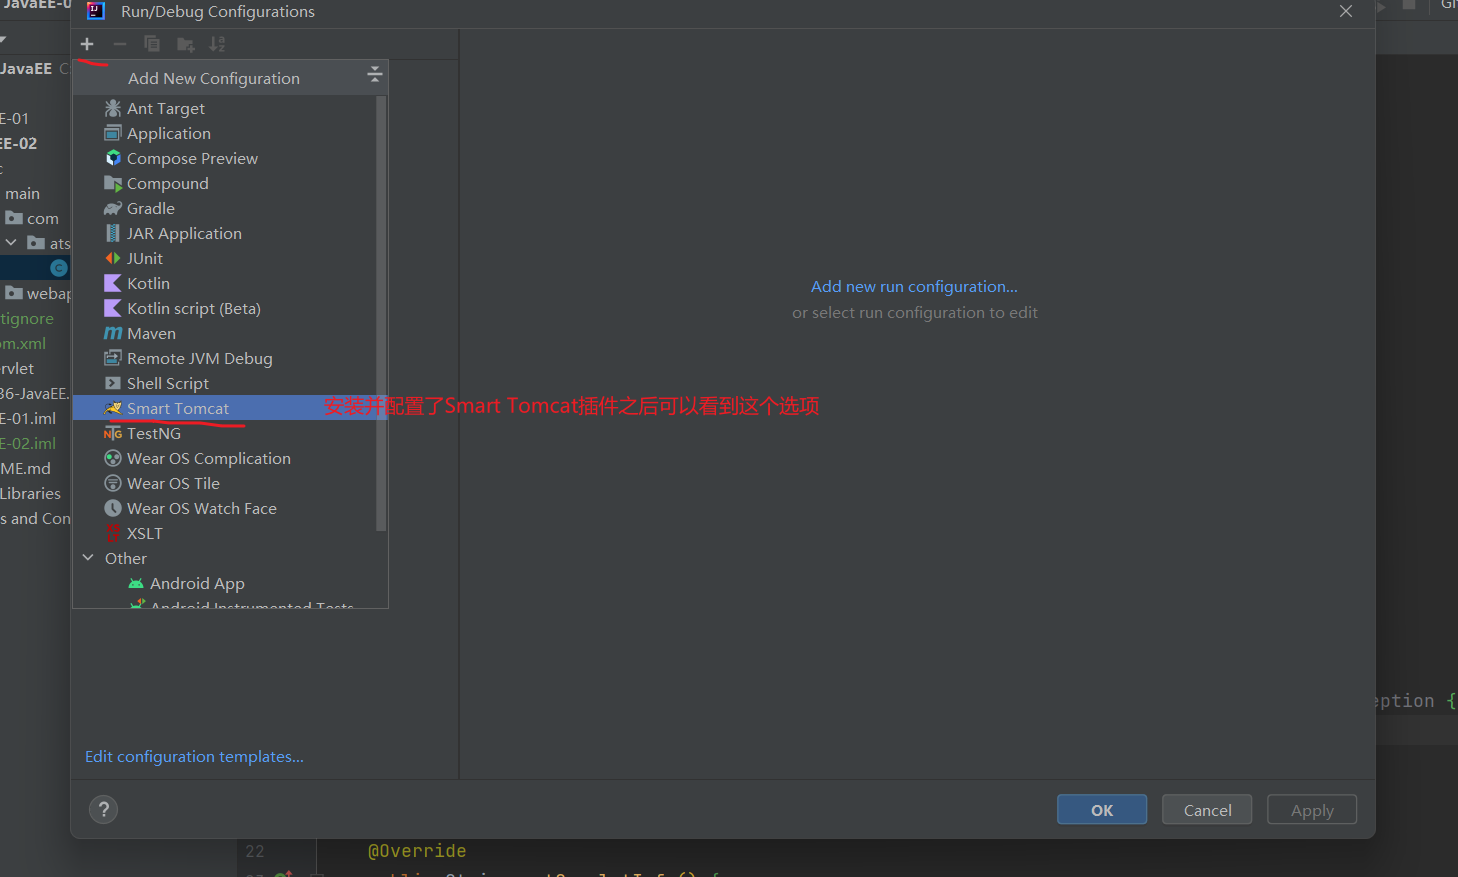 JavaEE-0
Run/Debug Configurations
JavaEE
Add New Configuration
E-01
EE-02
main
com
ats
webap
tignore
om.xml
rvlet
36-JavaEE.
E-01.iml
E-02.iml
ME.md
Libraries
s and Con
Ant Target
Application
Compose Preview
Compound
Gradle
JAR Application
JUnit
Kotlin
Kotlin script (Beta)
Maven
Remote JVM Debug
Shell Script
Smart Tomcat
安装并配置了Smart Tomcat插件之后可以看到这个选项
TestNG
Wear OS Complication
Wear OS Tile
Wear OS Watch Face
XSLT
Other
Android App
Android Instrumented Tests
Add new run configuration...
or select run configuration to edit
eption {
Edit configuration templates...
?
OK
Cancel
Apply
22
@Override